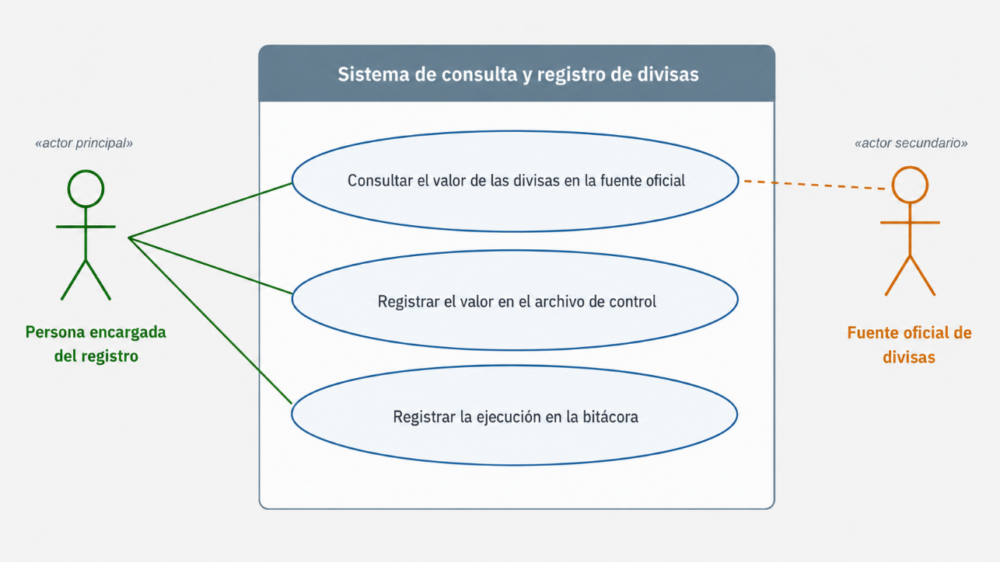 Sistema de consulta y registro de divisas
«actor principal»
«actor secundario»
Consultar el valor de las divisas en la fuente oficial
Registrar el valor en el archivo de control
Persona encargada
del registro
Fuente oficial de
divisas
Registrar la ejecución en la bitácora